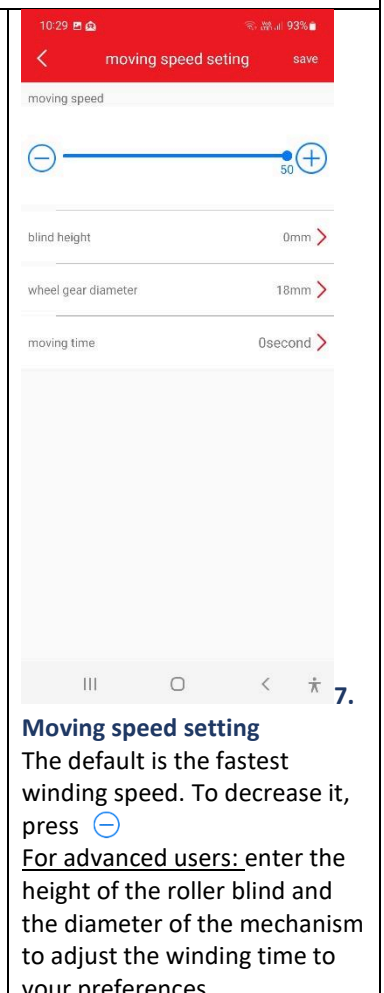 10:29 93%
moving speed seting save
moving speed
50
blind height 0mm
wheel gear diameter 18mm
moving time 0second
7.
Moving speed setting
The default is the fastest
winding speed. To decrease it,
press
For advanced users: enter the
height of the roller blind and
the diameter of the mechanism
to adjust the winding time to
your preferences